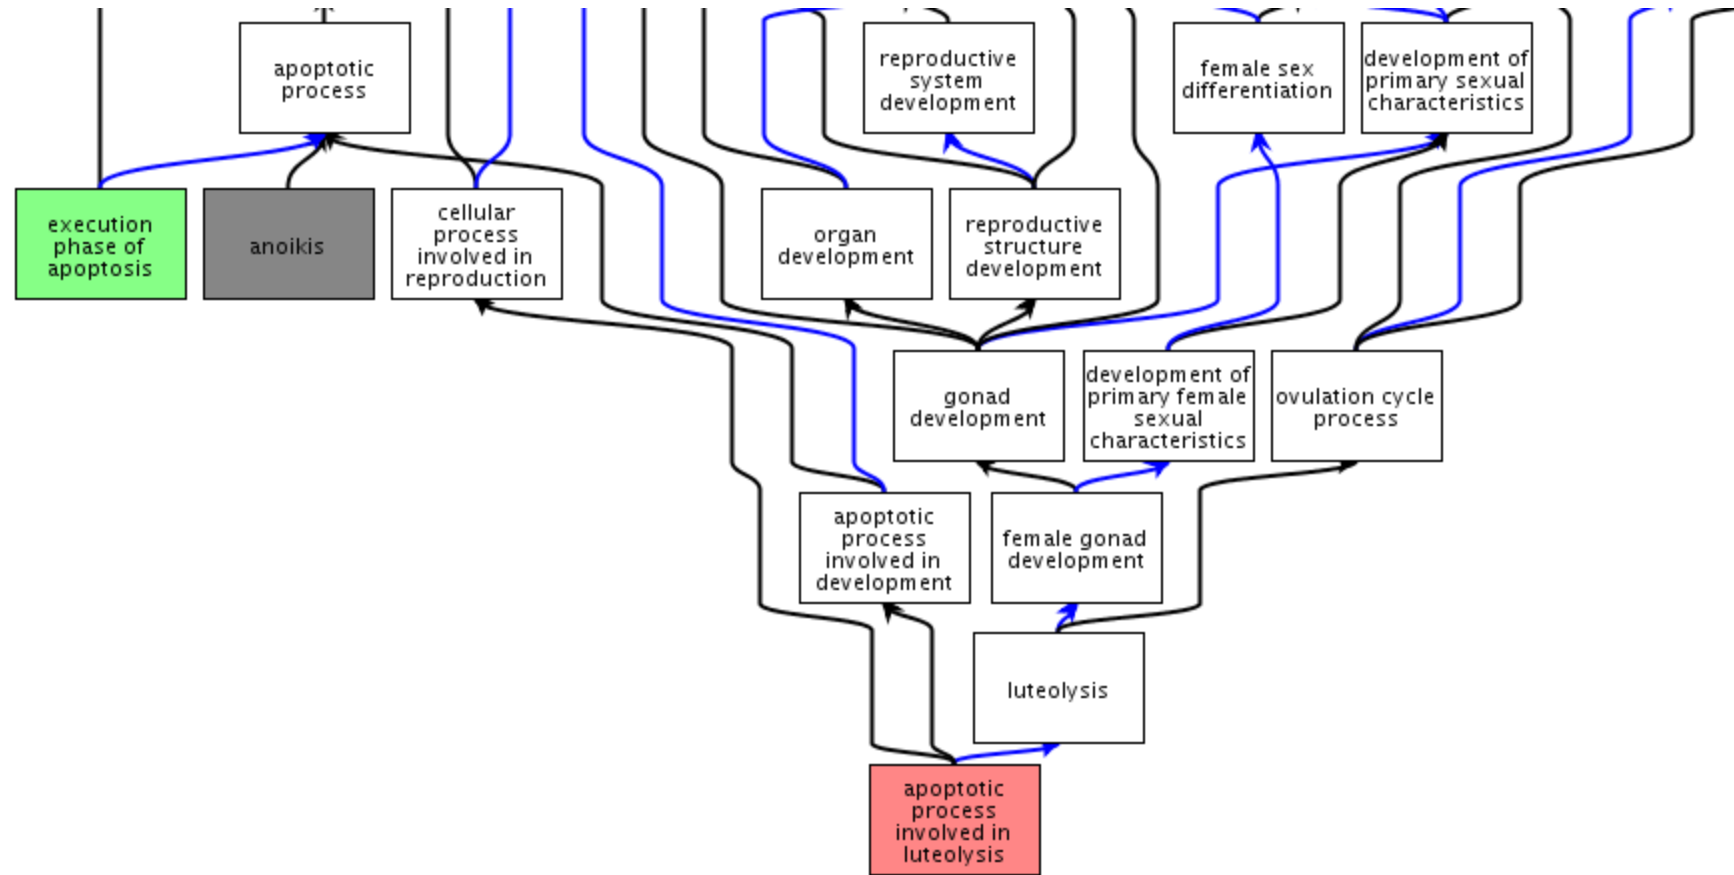 apoptotic
process
reproductive
system
development
female sex
differentiation
development of
primary sexual
characteristics
execution
phase of
apoptosis
anoikis
cellular
process
involved in
reproduction
organ
development
reproductive
structure
development
gonad
development
development of
primary female
sexual
characteristics
ovulation cycle
process
apoptotic
process
involved in
development
female gonad
development
luteolysis
apoptotic
process
involved in
luteolysis